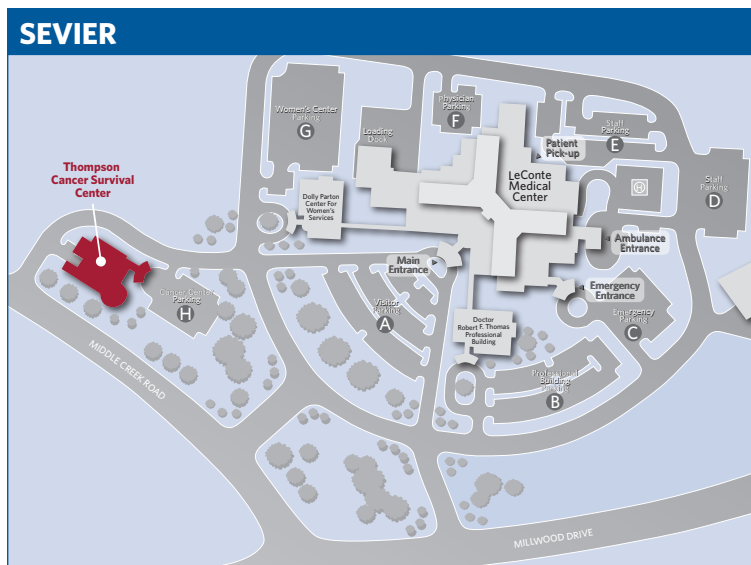 SEVIER
Women's Center
Parking
G
Loading
Dock
Physician
Parking
F
Staff
Parking
E
Patient
Pick-up
LeConte
Medical
Center
H
Staff
Parking
D
Thompson
Cancer Survival
Center
Dolly Parton
Center For
Women's
Services
Ambulance
Entrance
Main
Entrance
Emergency
Entrance
Cancer Center
Parking
H
Visitor
Parking
A
Doctor
Robert F. Thomas
Professional
Building
Emergency
Parking
C
Professional
Building
Parking
B
MIDDLE CREEK ROAD
MILLWOOD DRIVE